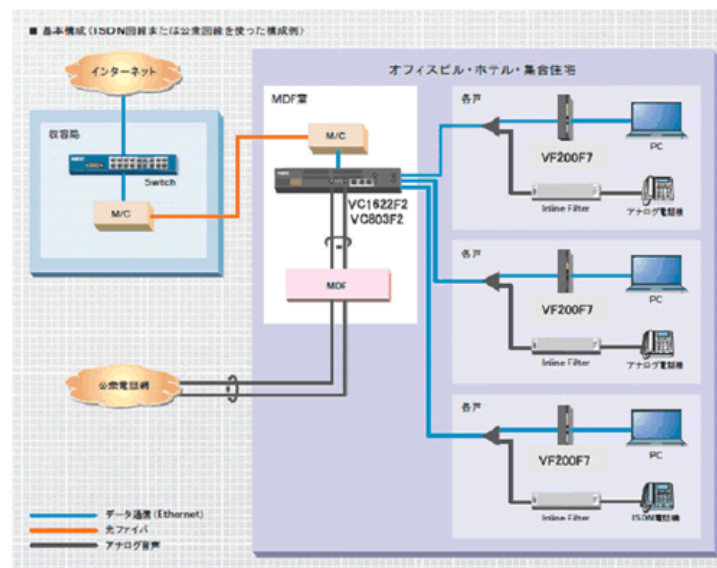 ■ 基本構成(ISDN回線または公衆回線を使った構成例)
インターネット
収容局
Switch
M/C
公衆電話網
オフィスビル・ホテル・集合住宅
MDF室
M/C
VC1622F2
VC803F2
MDF
各戸
VF200F7
PC
Inline Filter
アナログ電話機
各戸
VF200F7
PC
Inline Filter
アナログ電話機
各戸
VF200F7
PC
Inline Filter
ISDN電話機
データ通信(Ethernet)
光ファイバ
アナログ音声